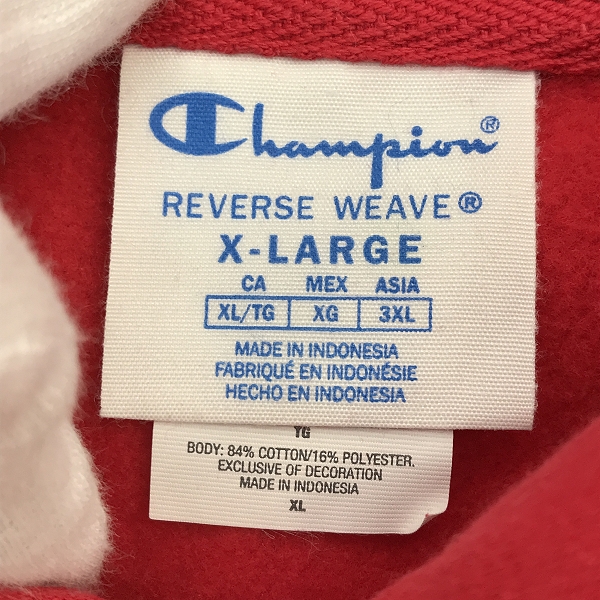 Champion®
REVERSE WEAVE®
X-LARGE
CA MEX ASIA
XL/TG XG 3XL
MADE IN INDONESIA
FABRIQUÉ EN INDONÉSIE
HECHO EN INDONESIA
YG
BODY: 84% COTTON/16% POLYESTER.
EXCLUSIVE OF DECORATION
MADE IN INDONESIA
XL